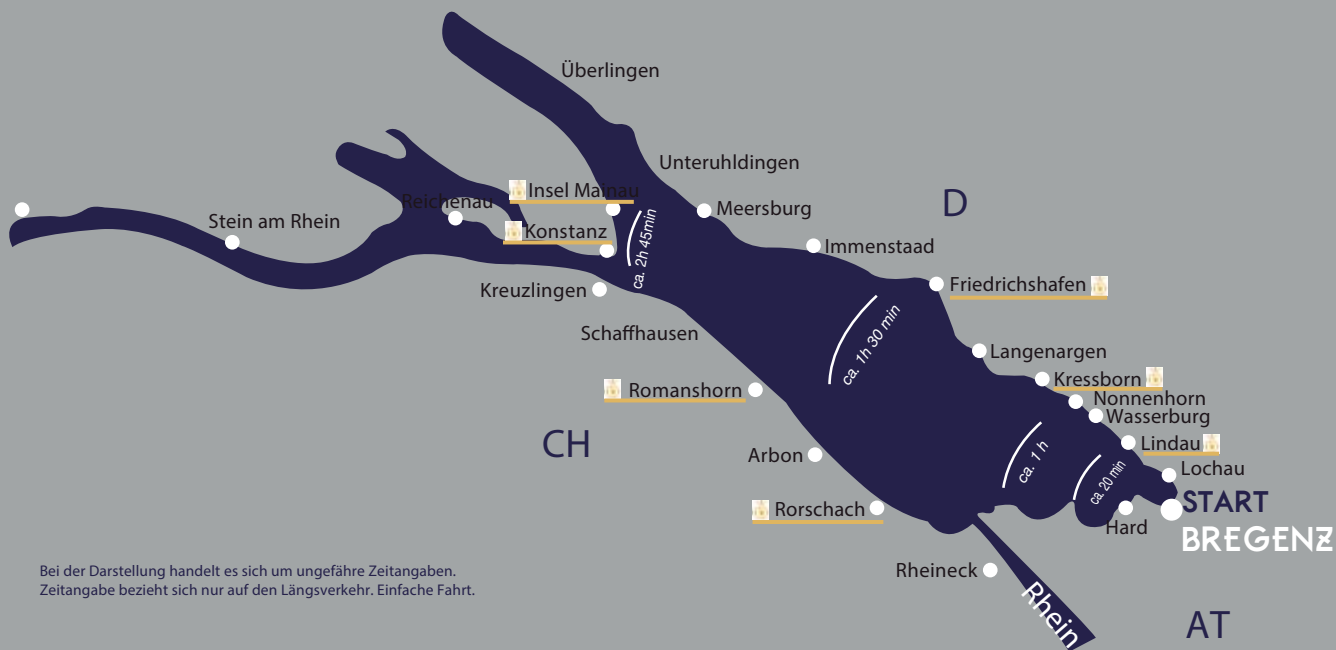 Überlingen
Unteruhldingen
Insel Mainau
Reichenau
D
Meersburg
Stein am Rhein
Konstanz
ca. 2h 45min
Immenstaad
Kreuzlingen
Friedrichshafen
Schaffhausen
ca. 1h 30 min
Langenargen
Kressborn
Romanshorn
Nonnenhorn
Wasserburg
CH
Arbon
ca. 1 h
Lindau
ca. 20 min
Lochau
START
BREGENZ
Rorschach
Hard
Rheineck
Rhein
AT
Bei der Darstellung handelt es sich um ungefähre Zeitangaben.
Zeitangabe bezieht sich nur auf den Längsverkehr. Einfache Fahrt.